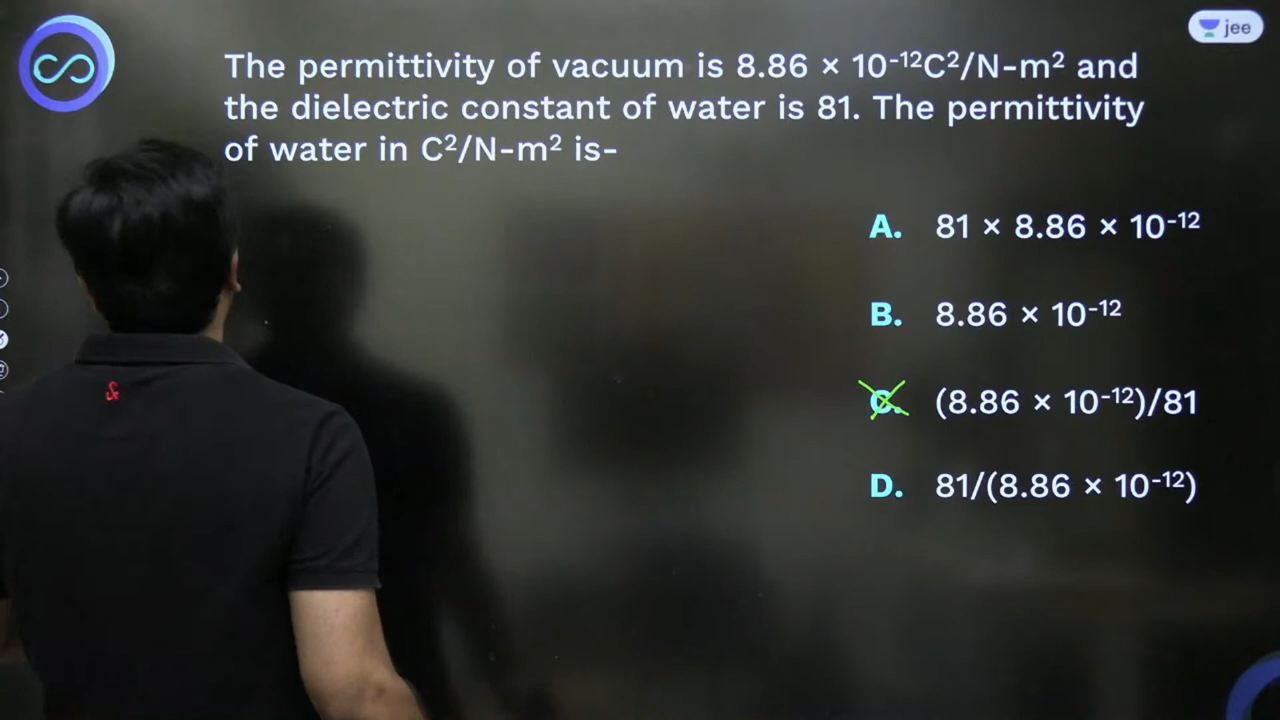 jee
The permittivity of vacuum is 8.86 × 10⁻¹²C²/N-m² and
the dielectric constant of water is 81. The permittivity
of water in C²/N-m² is-
A. 81 × 8.86 × 10⁻¹²
B. 8.86 × 10⁻¹²
C. (8.86 × 10⁻¹²)/81
D. 81/(8.86 × 10⁻¹²)